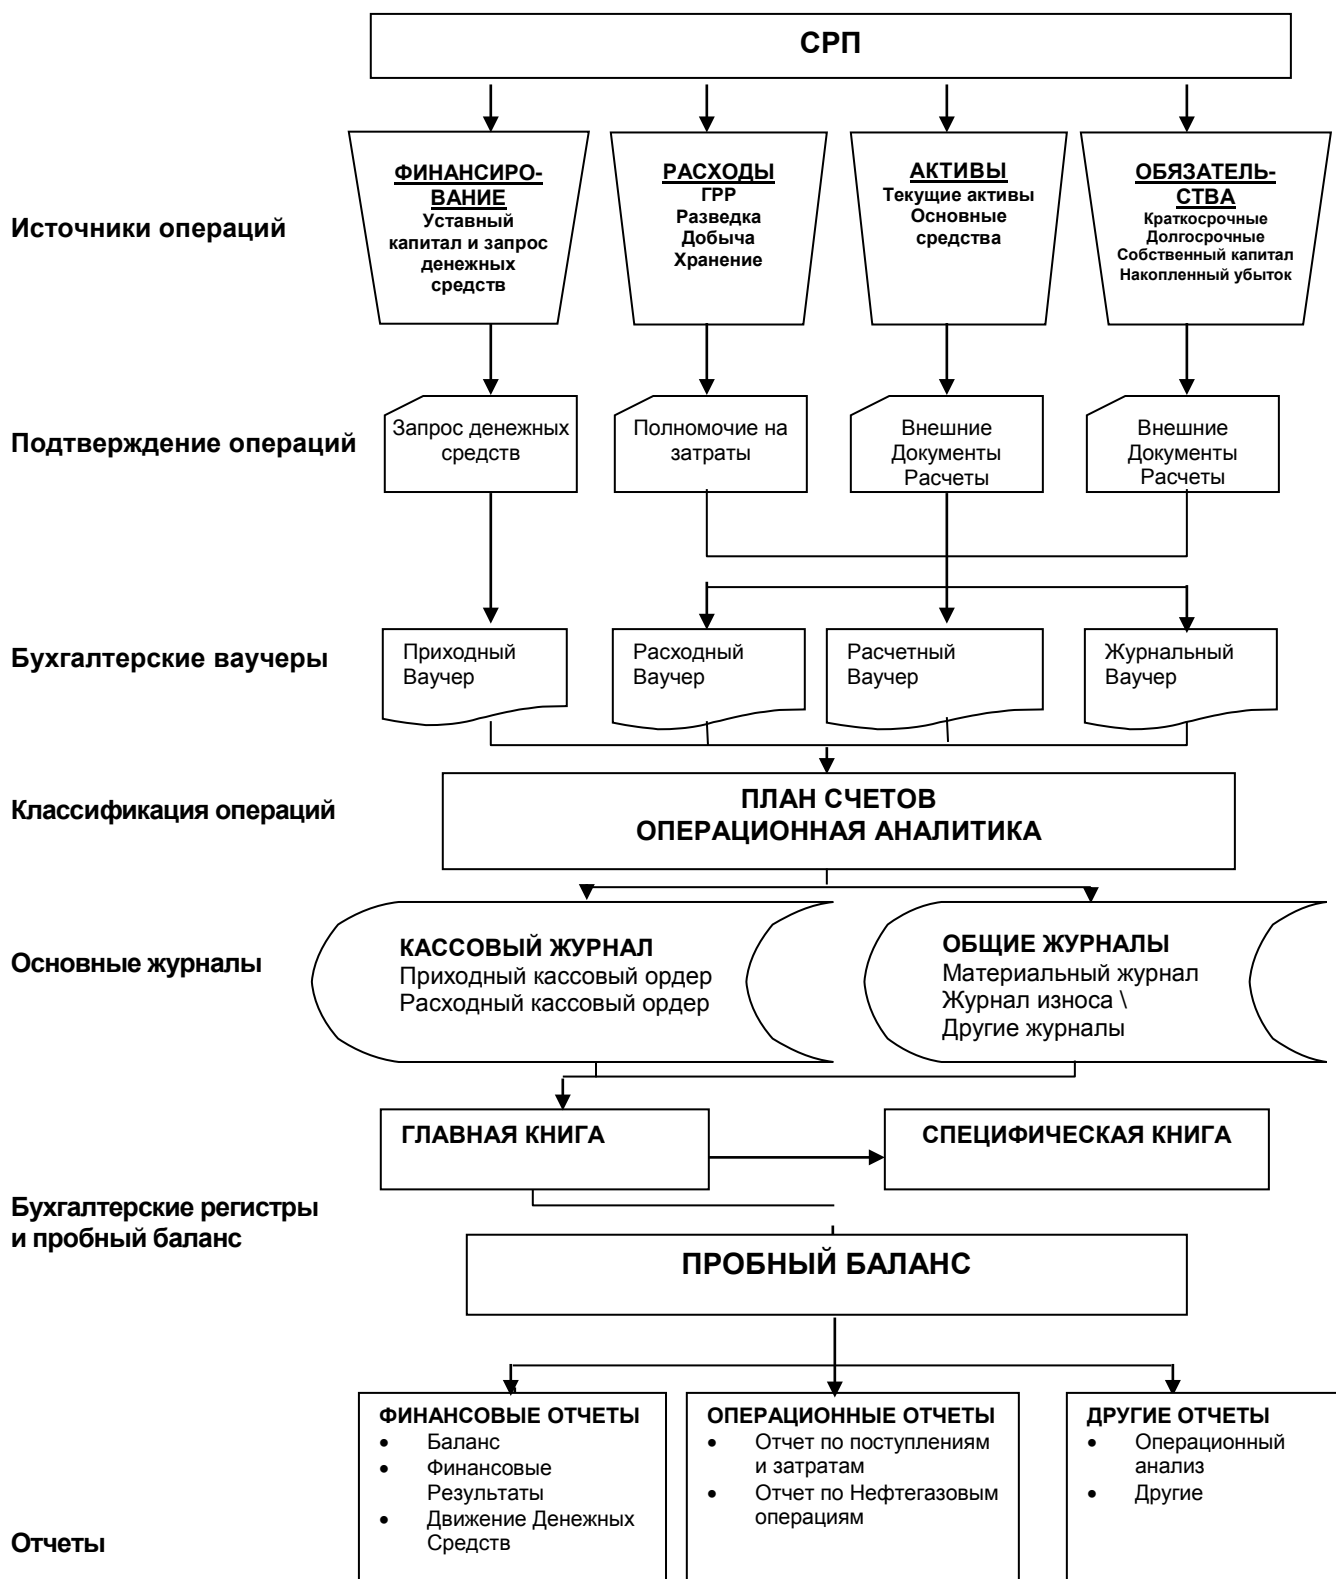 СРП
Источники операций
ФИНАНСИРО-
ВАНИЕ
Уставный
капитал и запрос
денежных
средств
РАСХОДЫ
ГРР
Разведка
Добыча
Хранение
АКТИВЫ
Текущие активы
Основные
средства
ОБЯЗАТЕЛЬ-
СТВА
Краткосрочные
Долгосрочные
Собственный капитал
Накопленный убыток
Подтверждение операций
Запрос денежных
средств
Полномочие на
затраты
Внешние
Документы
Расчеты
Внешние
Документы
Расчеты
Бухгалтерские ваучеры
Приходный
Ваучер
Расходный
Ваучер
Расчетный
Ваучер
Журнальный
Ваучер
Классификация операций
ПЛАН СЧЕТОВ
ОПЕРАЦИОННАЯ АНАЛИТИКА
Основные журналы
КАССОВЫЙ ЖУРНАЛ
Приходный кассовый ордер
Расходный кассовый ордер
ОБЩИЕ ЖУРНАЛЫ
Материальный журнал
Журнал износа \
Другие журналы
ГЛАВНАЯ КНИГА
СПЕЦИФИЧЕСКАЯ КНИГА
Бухгалтерские регистры
и пробный баланс
ПРОБНЫЙ БАЛАНС
Отчеты
ФИНАНСОВЫЕ ОТЧЕТЫ
• Баланс
• Финансовые
Результаты
• Движение Денежных
Средств
ОПЕРАЦИОННЫЕ ОТЧЕТЫ
• Отчет по поступлениям
и затратам
• Отчет по Нефтегазовым
операциям
ДРУГИЕ ОТЧЕТЫ
• Операционный
анализ
• Другие